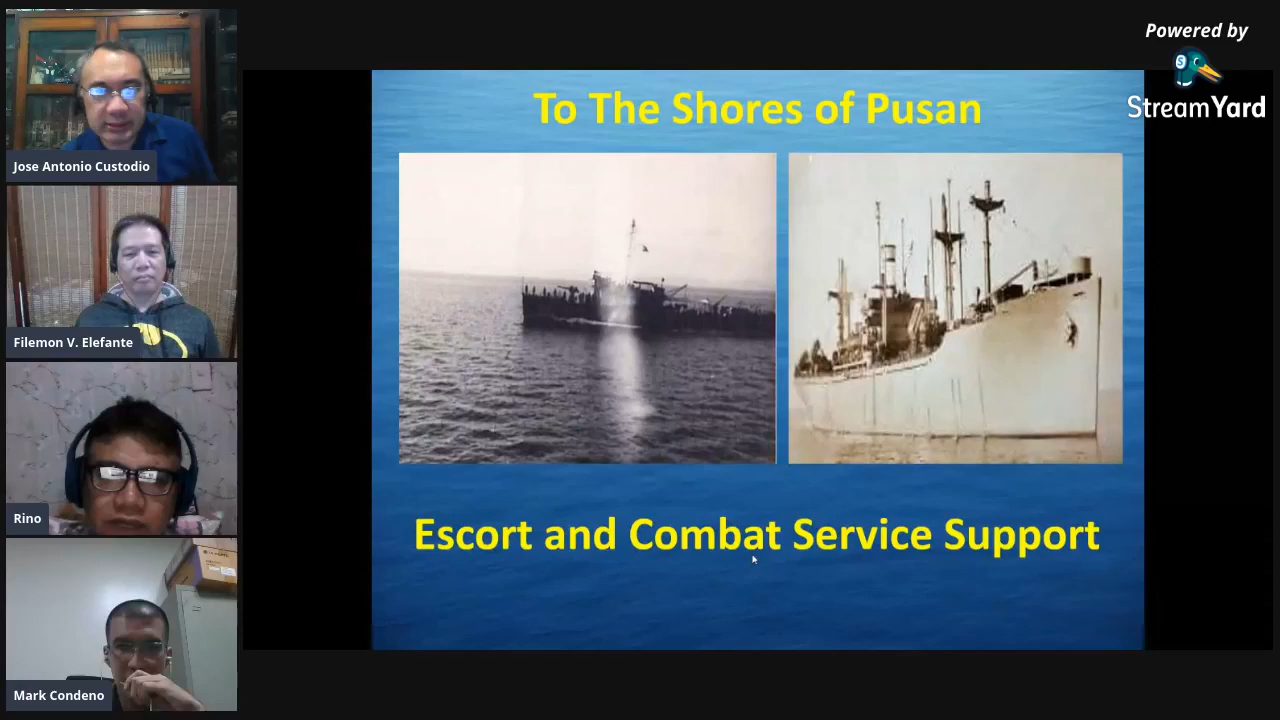 Powered by
StreamYard
To The Shores of Pusan
Jose Antonio Custodio
Filemon V. Elefante
Rino
Escort and Combat Service Support
Mark Condeno